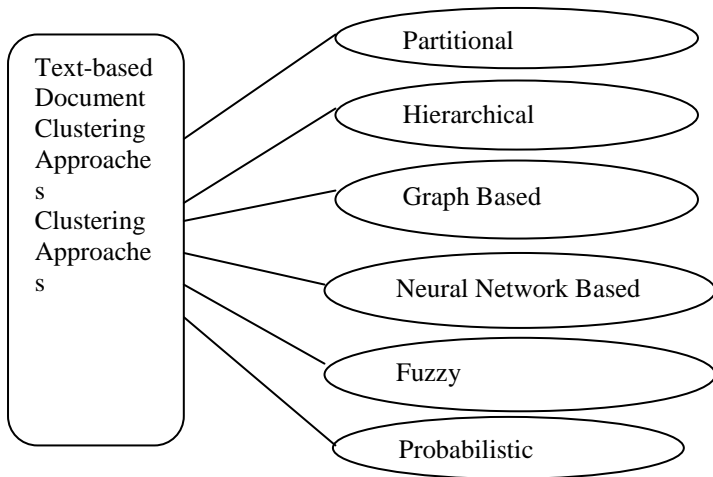 Text-based
Document
Clustering
Approache
s
Clustering
Approache
s
Partitional
Hierarchical
Graph Based
Neural Network Based
Fuzzy
Probabilistic